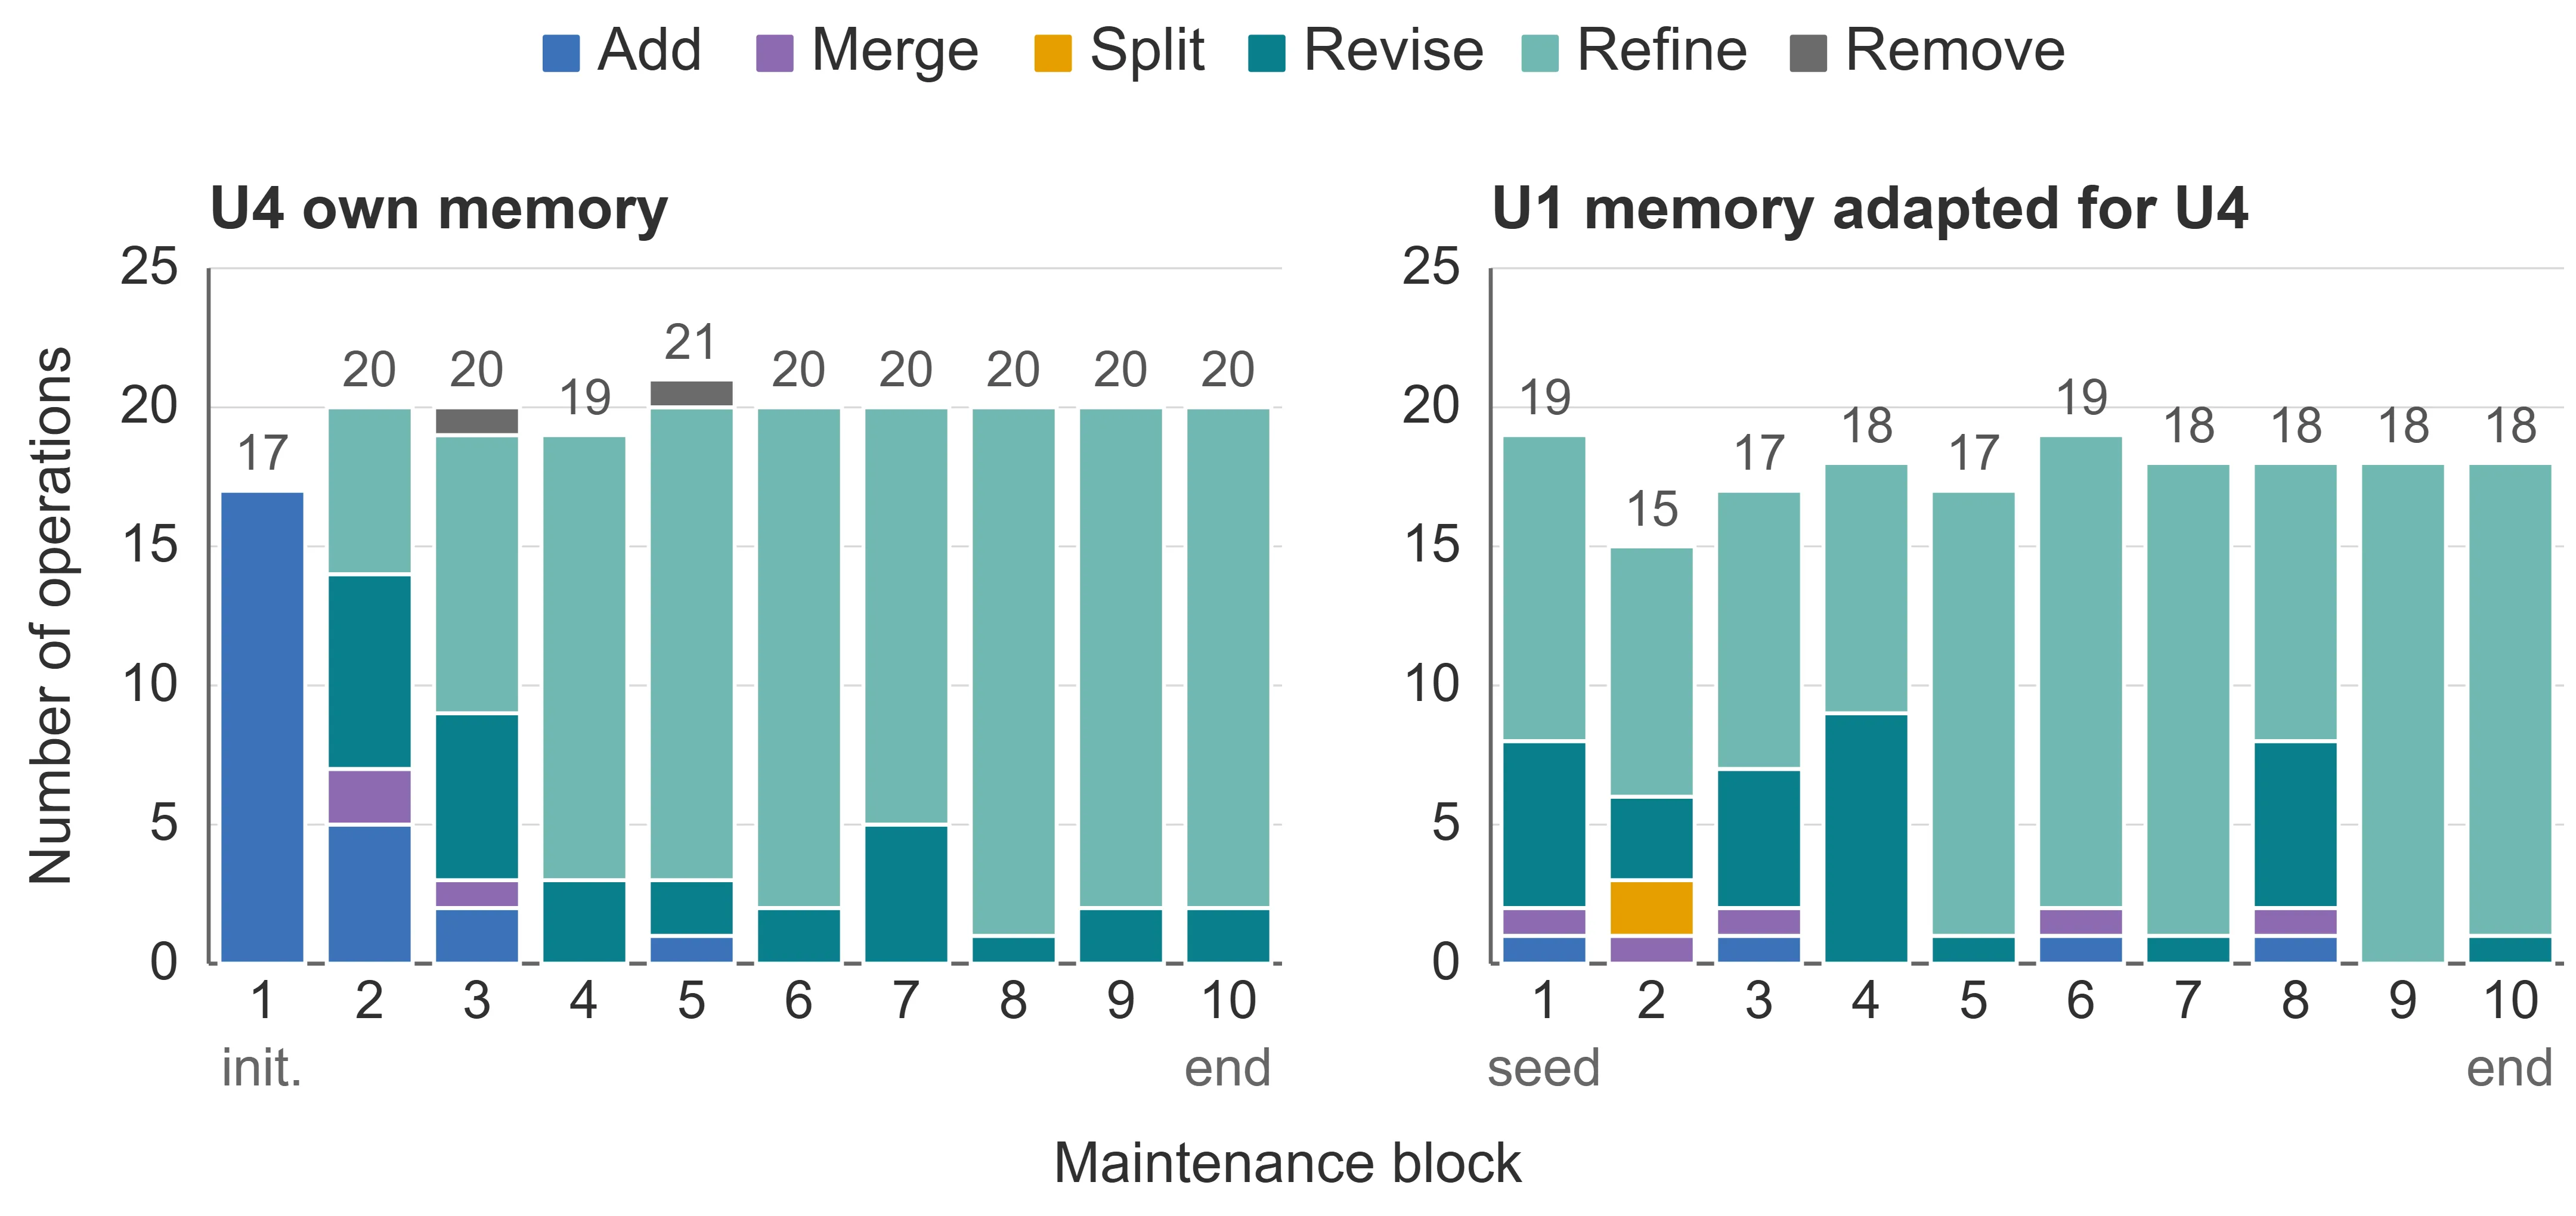 Add Merge Split Revise Refine Remove
U4 own memory
U1 memory adapted for U4
Number of operations
25
20
15
10
5
0
17 20 20 19 21 20 20 20 20 20
1 2 3 4 5 6 7 8 9 10
init. end
25
20
15
10
5
0
19 15 17 18 17 19 18 18 18 18
1 2 3 4 5 6 7 8 9 10
seed end
Maintenance block